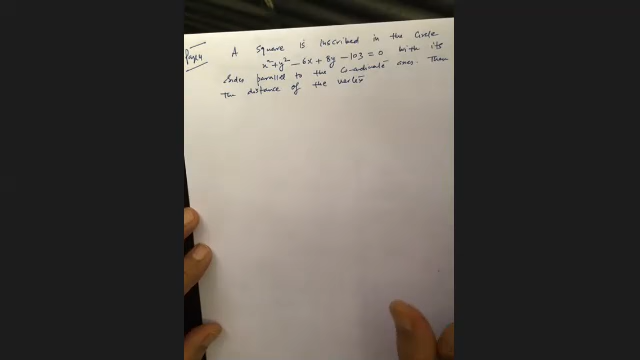 A square is inscribed in the Circle
x² + y² - 6x + 8y - 103 = 0 with its
sides parallel to the Co-ordinate axes. Then
The distance of the vertex